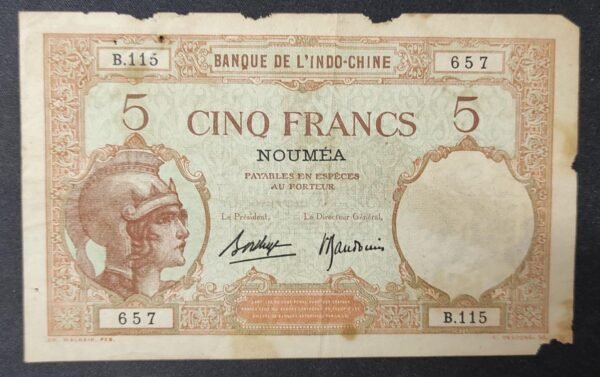 B.115 BANQUE DE L'INDO-CHINE 657
5 CINQ FRANCS 5
NOUMÉA
PAYABLES EN ESPÈCES
AU PORTEUR
Le Président, Le Directeur Général,
657 B.115